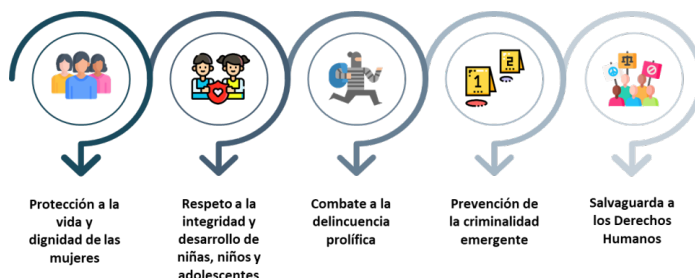 1
2
Protección a la
vida y
dignidad de las
mujeres
Respeto a la
integridad y
desarrollo de
niñas, niños y
adolescentes
Combate a la
delincuencia
prolífica
Prevención de
la criminalidad
emergente
Salvaguarda a
los Derechos
Humanos